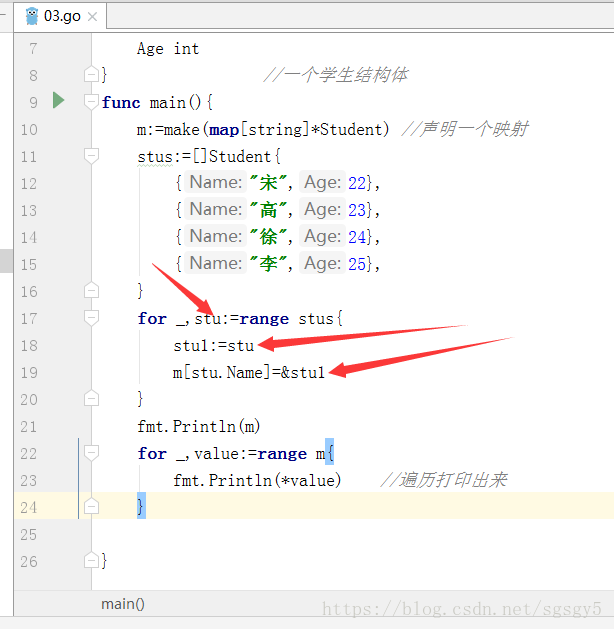 03.go
7 Age int
8 } //一个学生结构体
9 func main(){
10 m:=make(map[string]*Student) //声明一个映射
11 stus:=[]Student{
12 {Name:"宋",Age:22},
13 {Name:"高",Age:23},
14 {Name:"徐",Age:24},
15 {Name:"李",Age:25},
16 }
17 for _,stu:=range stus{
18 stu1:=stu
19 m[stu.Name]=&stu1
20 }
21 fmt.Println(m)
22 for _,value:=range m{
23 fmt.Println(*value) //遍历打印出来
24 }
25
26 }
main()
https://blog.csdn.net/sgsgy5